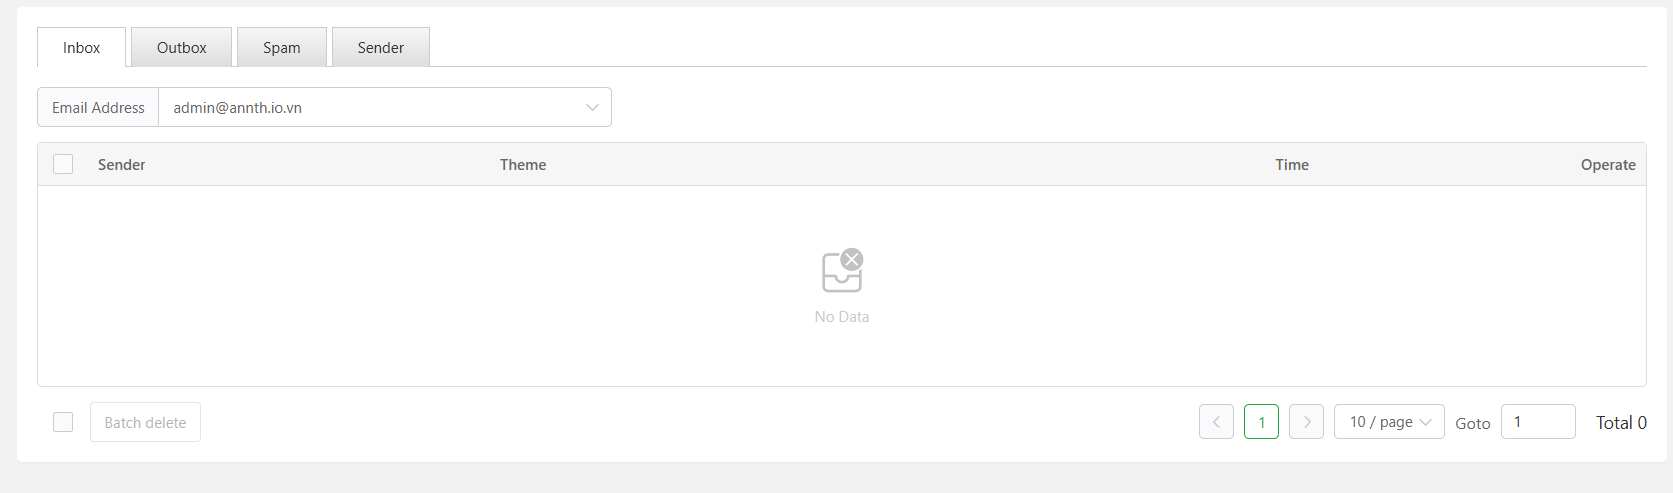 Inbox Outbox Spam Sender
Email Address admin@annth.io.vn
Sender Theme Time Operate
No Data
Batch delete 1 10 / page Goto 1 Total 0